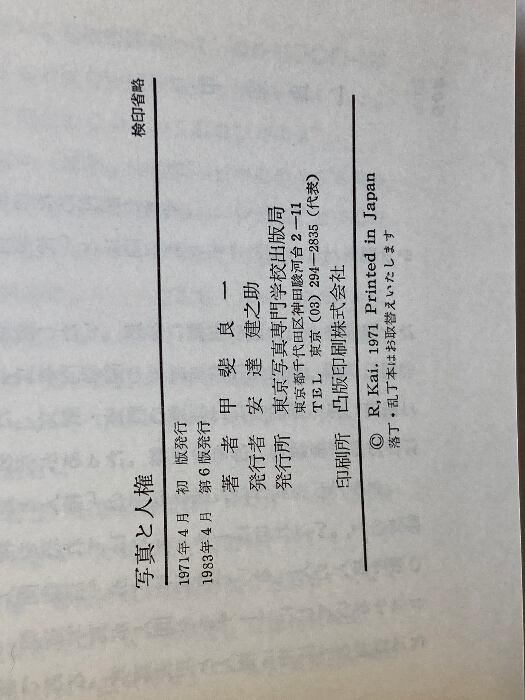 写真と人権 検印省略
1971年4月 初 版発行
1983年4月 第6版発行
著者 甲斐良一
発行者 安達建之助
発行所 東京写真専門学校出版局
東京都千代田区神田駿河台2-11
TEL 東京(03)294-2835(代表)
印刷所 凸版印刷株式会社
© R, Kai. 1971 Printed in Japan
落丁・乱丁本はお取替えいたします